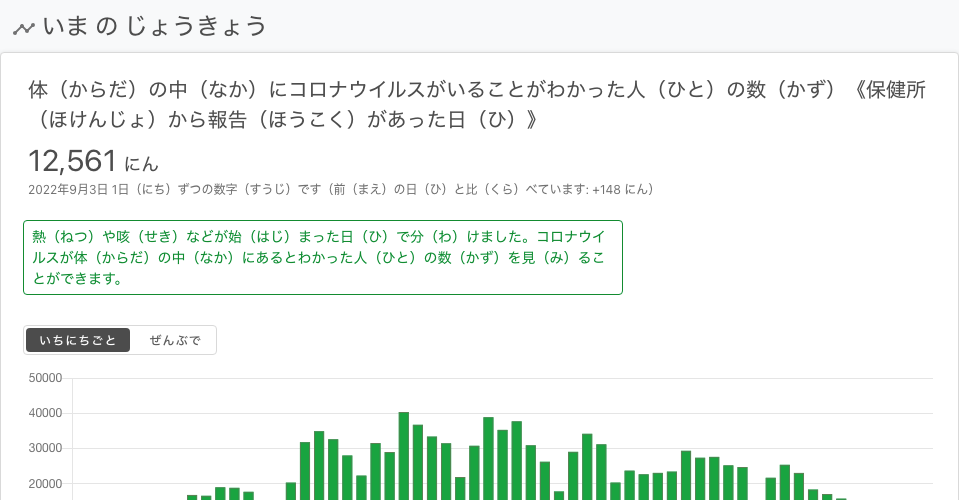 いま の じょうきょう
体（からだ）の中（なか）にコロナウイルスがいることがわかった人（ひと）の数（かず）《保健所
（ほけんじょ）から報告（ほうこく）があった日（ひ）》
12,561 にん
2022年9月3日 1日（にち）ずつの数字（すうじ）です（前（まえ）の日（ひ）と比（くら）べています: +148 にん）
熱（ねつ）や咳（せき）などが始（はじ）まった日（ひ）で分（わ）けました。コロナウイ
ルスが体（からだ）の中（なか）にあるとわかった人（ひと）の数（かず）を見（み）るこ
とができます。
いちにちごと ぜんぶで
50000
40000
30000
20000